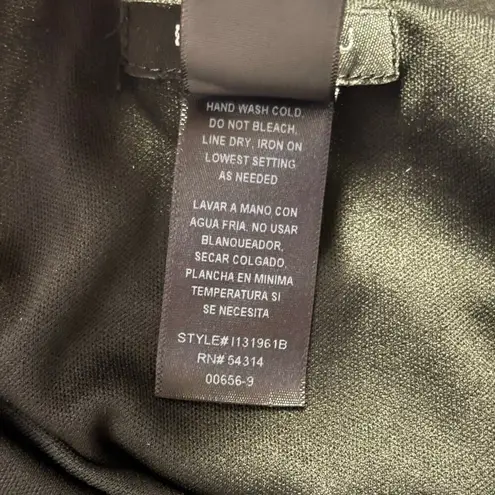 HAND WASH COLD.
DO NOT BLEACH,
LINE DRY, IRON ON
LOWEST SETTING
AS NEEDED
LAVAR A MANO CON
AGUA FRIA. NO USAR
BLANQUEADOR,
SECAR COLGADO.
PLANCHA EN MINIMA
TEMPERATURA SI
SE NECESITA
STYLE# I131961B
RN# 54314
00656-9